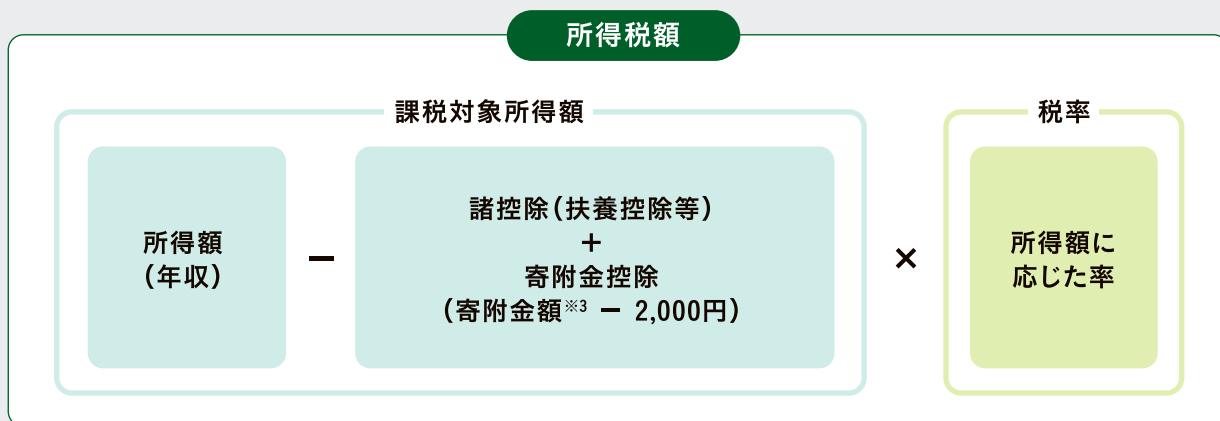 所得税額
課税対象所得額
税率
所得額
(年収)
−
諸控除(扶養控除等)
+
寄附金控除
(寄附金額※3 − 2,000円)
×
所得額に
応じた率